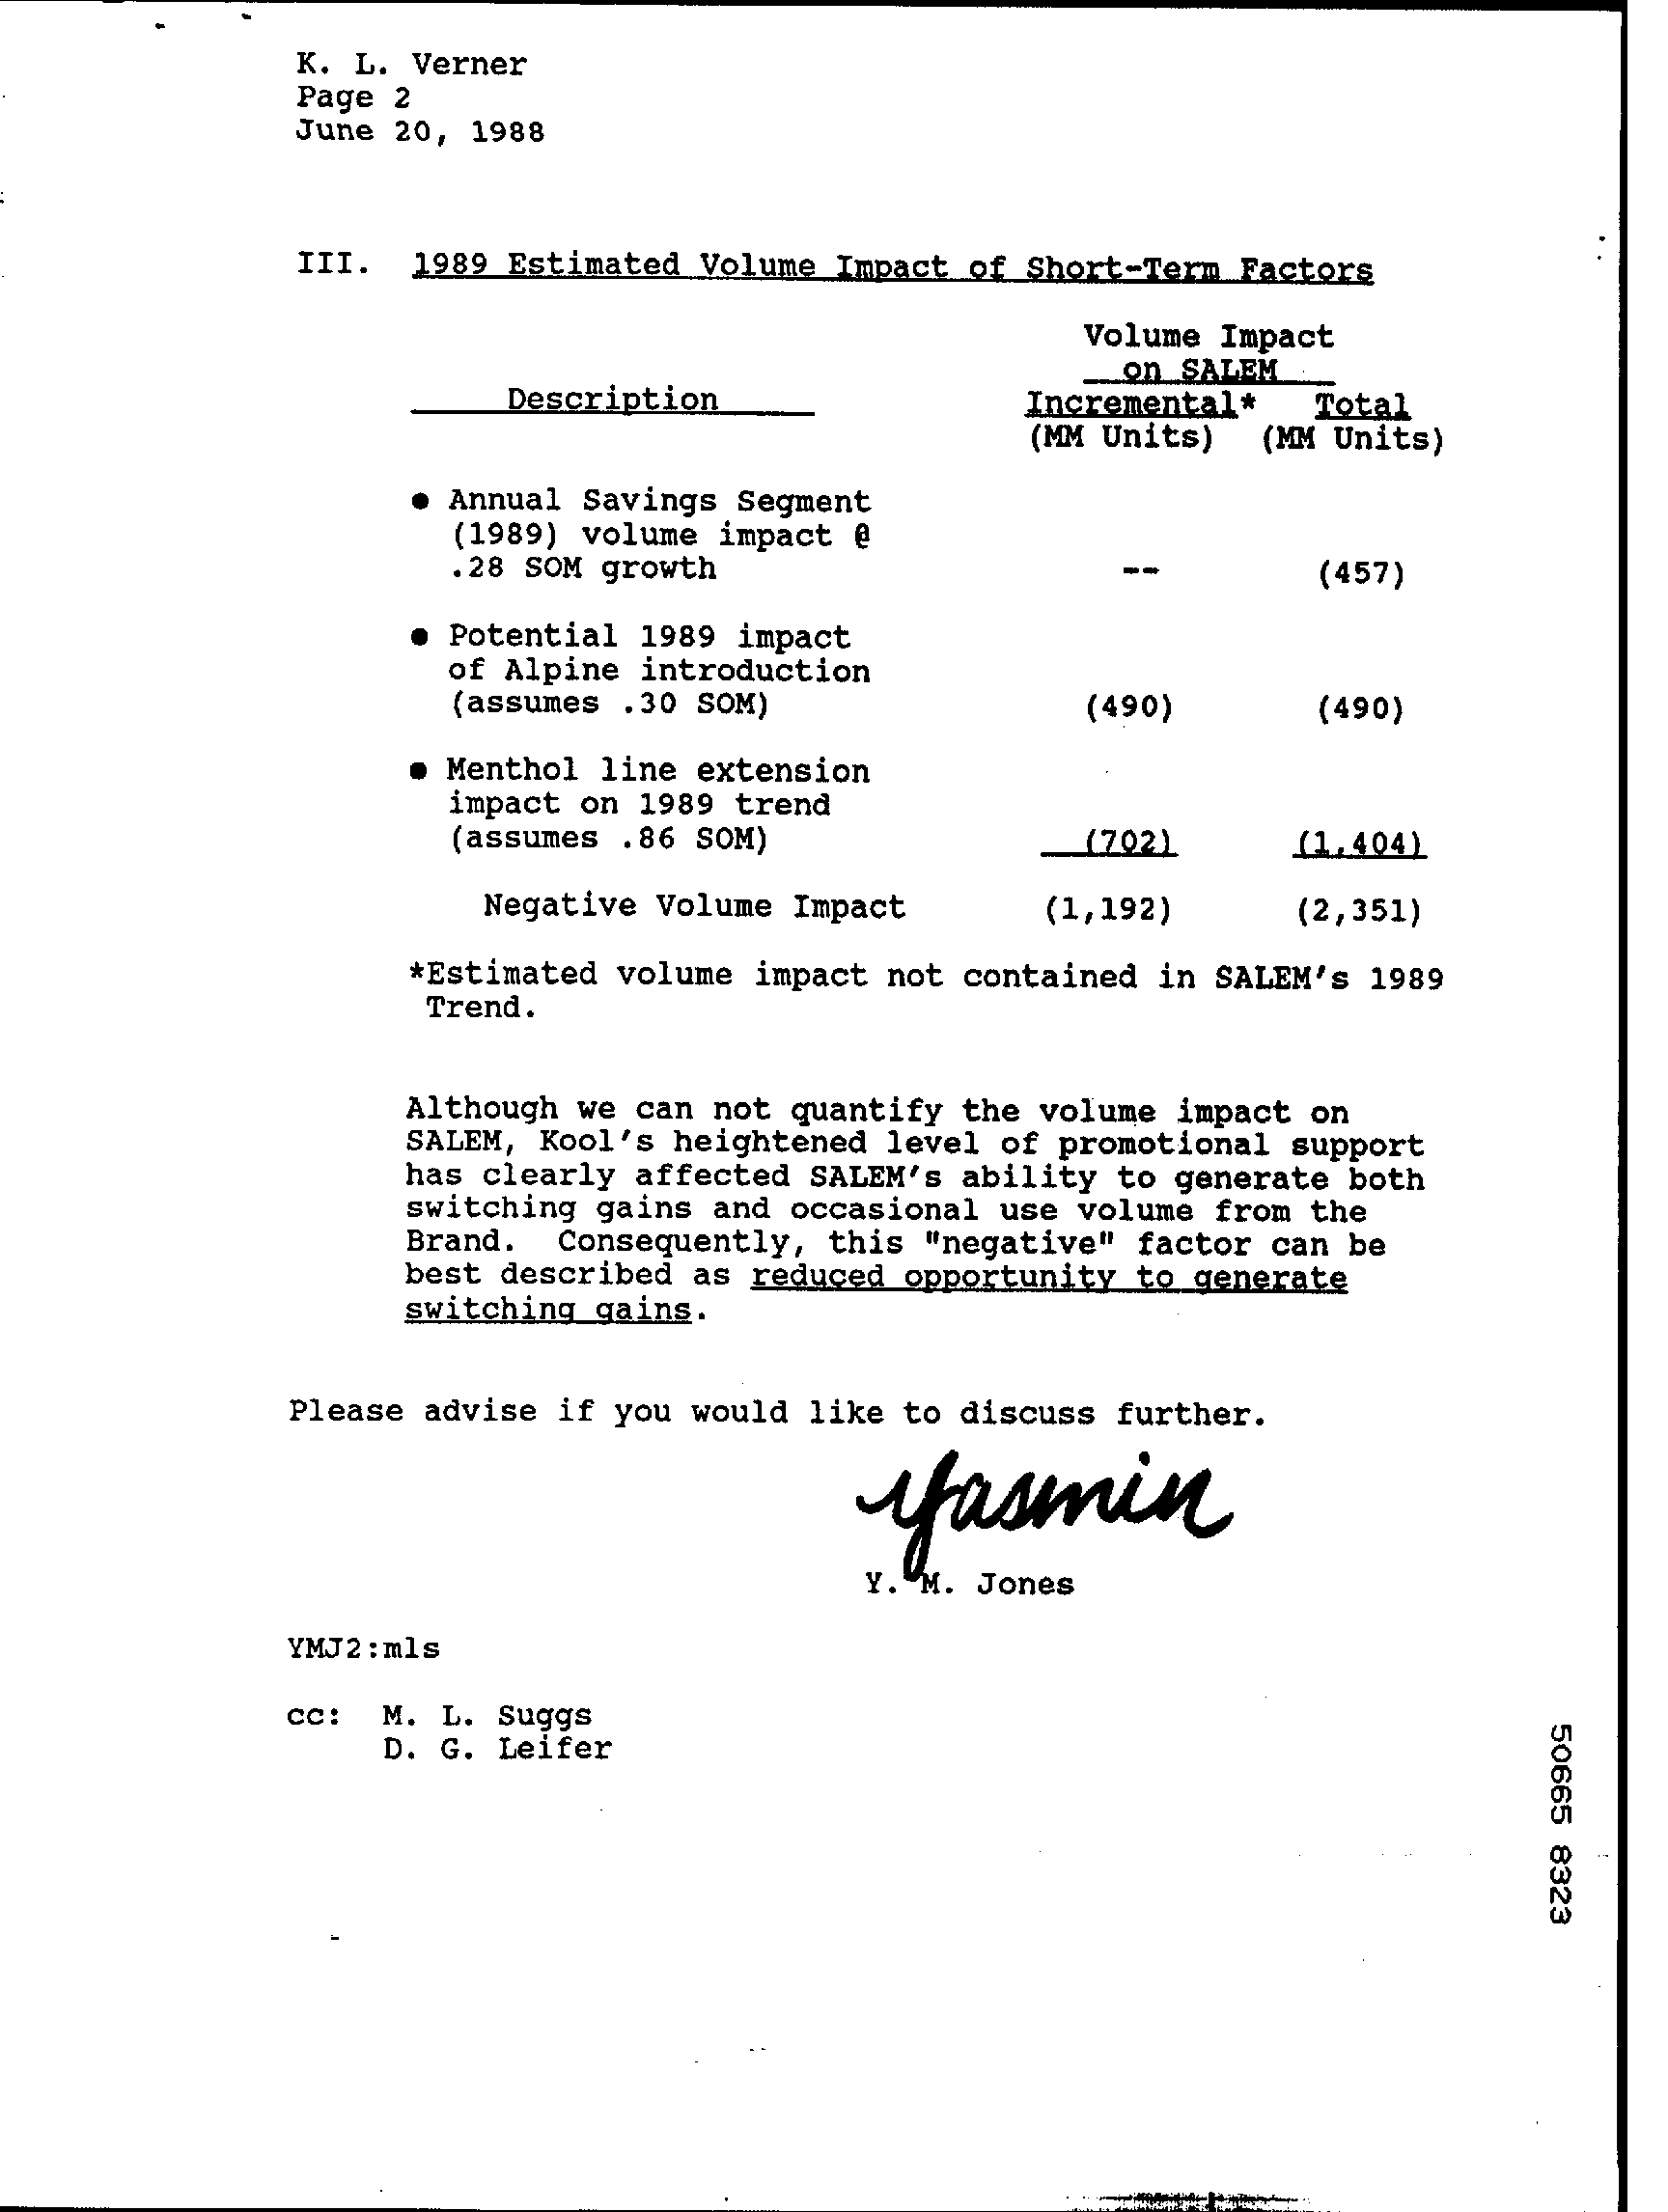 K. L. Verner
Page 2
June 20, 1988
III. 1989 Estimated Volume Impact of Short-Term Factors
Volume Impact
on SALEM
Description Incremental* Total
(MM Units) (MM Units)
● Annual Savings Segment
(1989) volume impact @
.28 SOM growth -- (457)
● Potential 1989 impact
of Alpine introduction
(assumes .30 SOM) (490) (490)
● Menthol line extension
impact on 1989 trend
(assumes .86 SOM) (702) (1,404)
Negative Volume Impact (1,192) (2,351)
*Estimated volume impact not contained in SALEM's 1989
Trend.
Although we can not quantify the volume impact on
SALEM, Kool's heightened level of promotional support
has clearly affected SALEM's ability to generate both
switching gains and occasional use volume from the
Brand. Consequently, this "negative" factor can be
best described as reduced opportunity to generate
switching gains.
Please advise if you would like to discuss further.
Yasmin
Y. M. Jones
YMJ2:mls
cc: M. L. Suggs
D. G. Leifer
50665 8323